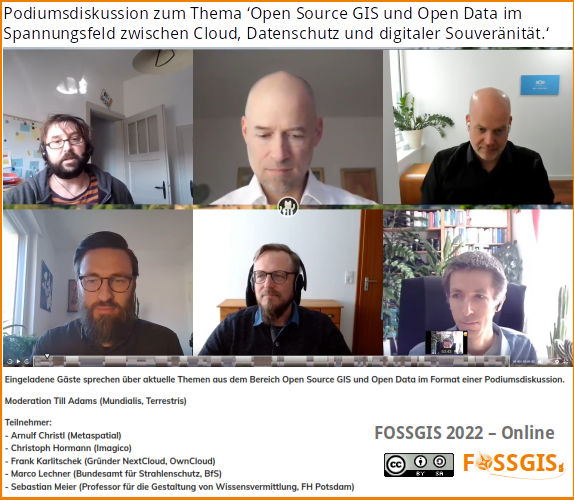 Podiumsdiskussion zum Thema ‘Open Source GIS und Open Data im
Spannungsfeld zwischen Cloud, Datenschutz und digitaler Souveränität.‘
Eingeladene Gäste sprechen über aktuelle Themen aus dem Bereich Open Source GIS und Open Data im Format einer Podiumsdiskussion.
Moderation Till Adams (Mundialis, Terrestris)
Teilnehmer:
- Arnulf Christl (Metaspatial)
- Christoph Hormann (Imagico)
- Frank Karlitschek (Gründer NextCloud, OwnCloud)
- Marco Lechner (Bundesamt für Strahlenschutz, BfS)
- Sebastian Meier (Professor für die Gestaltung von Wissensvermittlung, FH Potsdam)
FOSSGIS 2022 – Online
cc BY SA
FOSSGIS